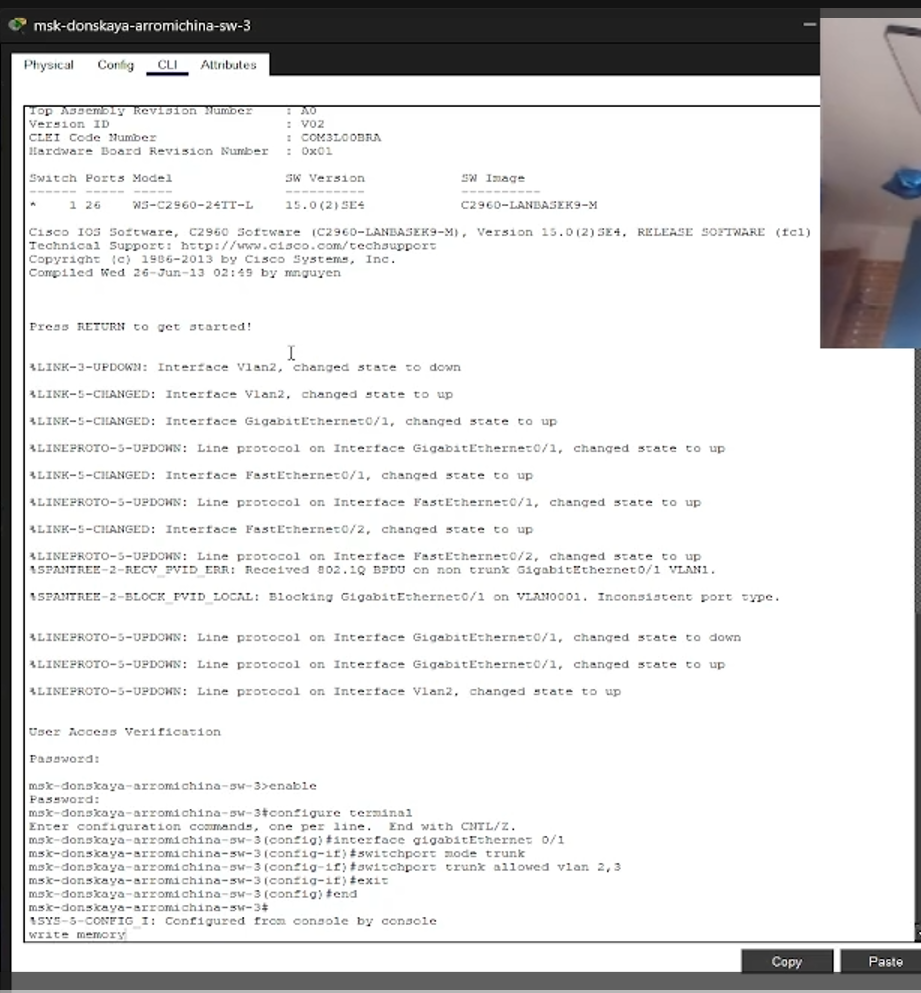 msk-donskaya-arromichina-sw-3
Physical Config CLI Attributes
Top Assembly Revision Number : A0
Version ID : V02
CLEI Code Number : COM3L00BRA
Hardware Board Revision Number : 0x01
Switch Ports Model SW Version SW Image
------ ----- ----- ---------- ----------
* 1 26 WS-C2960-24TT-L 15.0(2)SE4 C2960-LANBASEK9-M
Cisco IOS Software, C2960 Software (C2960-LANBASEK9-M), Version 15.0(2)SE4, RELEASE SOFTWARE (fc1)
Technical Support: http://www.cisco.com/techsupport
Copyright (c) 1986-2013 by Cisco Systems, Inc.
Compiled Wed 26-Jun-13 02:49 by mnguyen
Press RETURN to get started!
%LINK-3-UPDOWN: Interface Vlan2, changed state to down
%LINK-5-CHANGED: Interface Vlan2, changed state to up
%LINK-5-CHANGED: Interface GigabitEthernet0/1, changed state to up
%LINEPROTO-5-UPDOWN: Line protocol on Interface GigabitEthernet0/1, changed state to up
%LINK-5-CHANGED: Interface FastEthernet0/1, changed state to up
%LINEPROTO-5-UPDOWN: Line protocol on Interface FastEthernet0/1, changed state to up
%LINK-5-CHANGED: Interface FastEthernet0/2, changed state to up
%LINEPROTO-5-UPDOWN: Line protocol on Interface FastEthernet0/2, changed state to up
%SPANTREE-2-RECV_PVID_ERR: Received 802.1Q BPDU on non trunk GigabitEthernet0/1 VLAN1.
%SPANTREE-2-BLOCK_PVID_LOCAL: Blocking GigabitEthernet0/1 on VLAN0001. Inconsistent port type.
%LINEPROTO-5-UPDOWN: Line protocol on Interface GigabitEthernet0/1, changed state to down
%LINEPROTO-5-UPDOWN: Line protocol on Interface GigabitEthernet0/1, changed state to up
%LINEPROTO-5-UPDOWN: Line protocol on Interface Vlan2, changed state to up
User Access Verification
Password:
msk-donskaya-arromichina-sw-3>enable
Password:
msk-donskaya-arromichina-sw-3#configure terminal
Enter configuration commands, one per line. End with CNTL/Z.
msk-donskaya-arromichina-sw-3(config)#interface gigabitEthernet 0/1
msk-donskaya-arromichina-sw-3(config-if)#switchport mode trunk
msk-donskaya-arromichina-sw-3(config-if)#switchport trunk allowed vlan 2,3
msk-donskaya-arromichina-sw-3(config-if)#exit
msk-donskaya-arromichina-sw-3(config)#end
msk-donskaya-arromichina-sw-3#
%SYS-5-CONFIG_I: Configured from console by console
write memory
Copy Paste